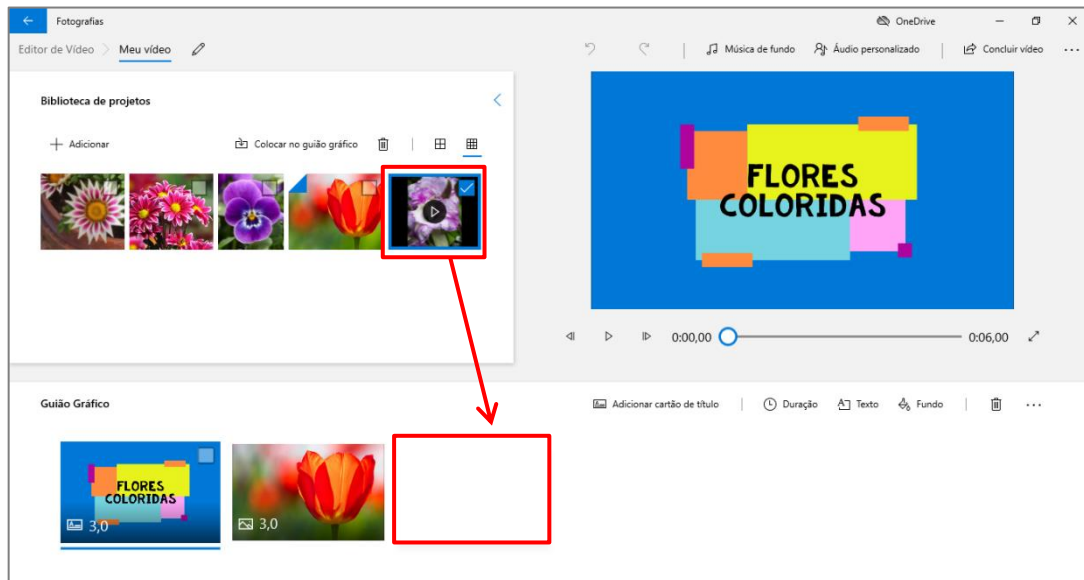 Fotografias
OneDrive
Editor de Vídeo
Meu vídeo
Música de fundo
Áudio personalizado
Concluir vídeo
Biblioteca de projetos
Adicionar
Colocar no guião gráfico
FLORES
COLORIDAS
0:00,00
0:06,00
Guião Gráfico
Adicionar cartão de título
Duração
Texto
Fundo
FLORES
COLORIDAS
3,0
3,0